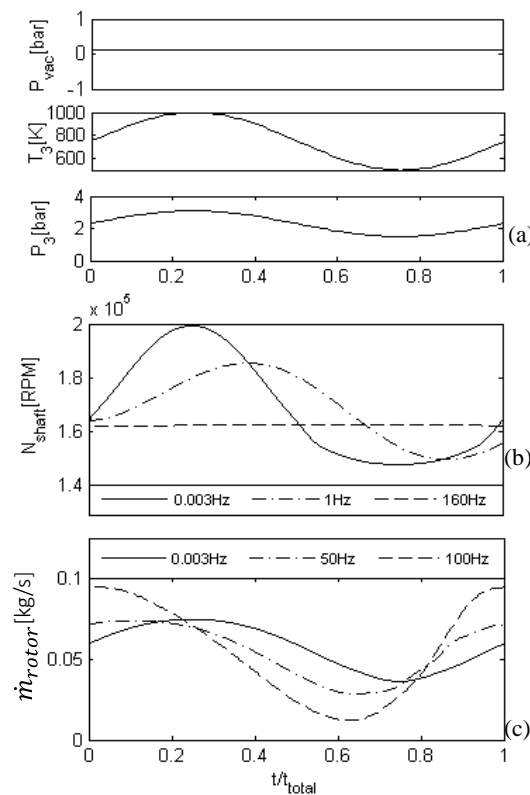 1
0
-1
P_vac[bar]
1000
800
600
T_3[K]
4
2
0
P_3[bar]
0 0.2 0.4 0.6 0.8 1
(a)
x 10^5
2
1.8
1.6
1.4
N_shaft[RPM]
0.003Hz 1Hz 160Hz
(b)
0.003Hz 50Hz 100Hz
0.1
0.05
0
ṁ_rotor[kg/s]
0 0.2 0.4 0.6 0.8 1
(c)
t/t_total